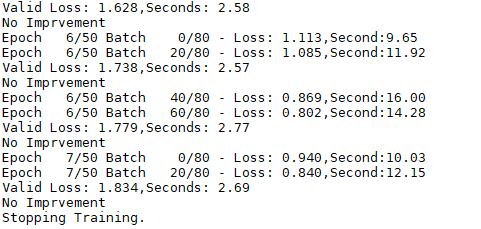 Valid Loss: 1.628,Seconds: 2.58
No Imprvement
Epoch   6/50 Batch    0/80 - Loss: 1.113,Second:9.65
Epoch   6/50 Batch   20/80 - Loss: 1.085,Second:11.92
Valid Loss: 1.738,Seconds: 2.57
No Imprvement
Epoch   6/50 Batch   40/80 - Loss: 0.869,Second:16.00
Epoch   6/50 Batch   60/80 - Loss: 0.802,Second:14.28
Valid Loss: 1.779,Seconds: 2.77
No Imprvement
Epoch   7/50 Batch    0/80 - Loss: 0.940,Second:10.03
Epoch   7/50 Batch   20/80 - Loss: 0.840,Second:12.15
Valid Loss: 1.834,Seconds: 2.69
No Imprvement
Stopping Training.